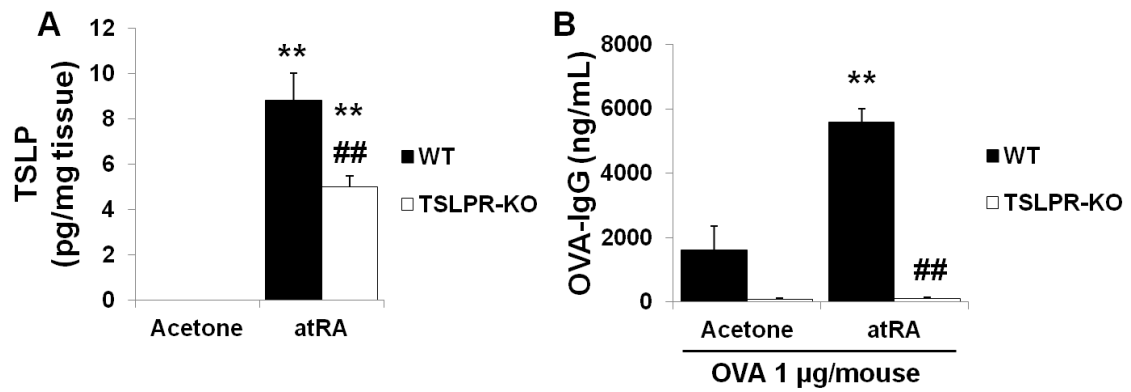 A
TSLP
(pg/mg tissue)
12
10
8
6
4
2
0
**
**
##
Acetone
atRA
WT
TSLPR-KO
B
OVA-IgG (ng/mL)
8000
6000
4000
2000
0
**
##
Acetone
atRA
OVA 1 µg/mouse
WT
TSLPR-KO